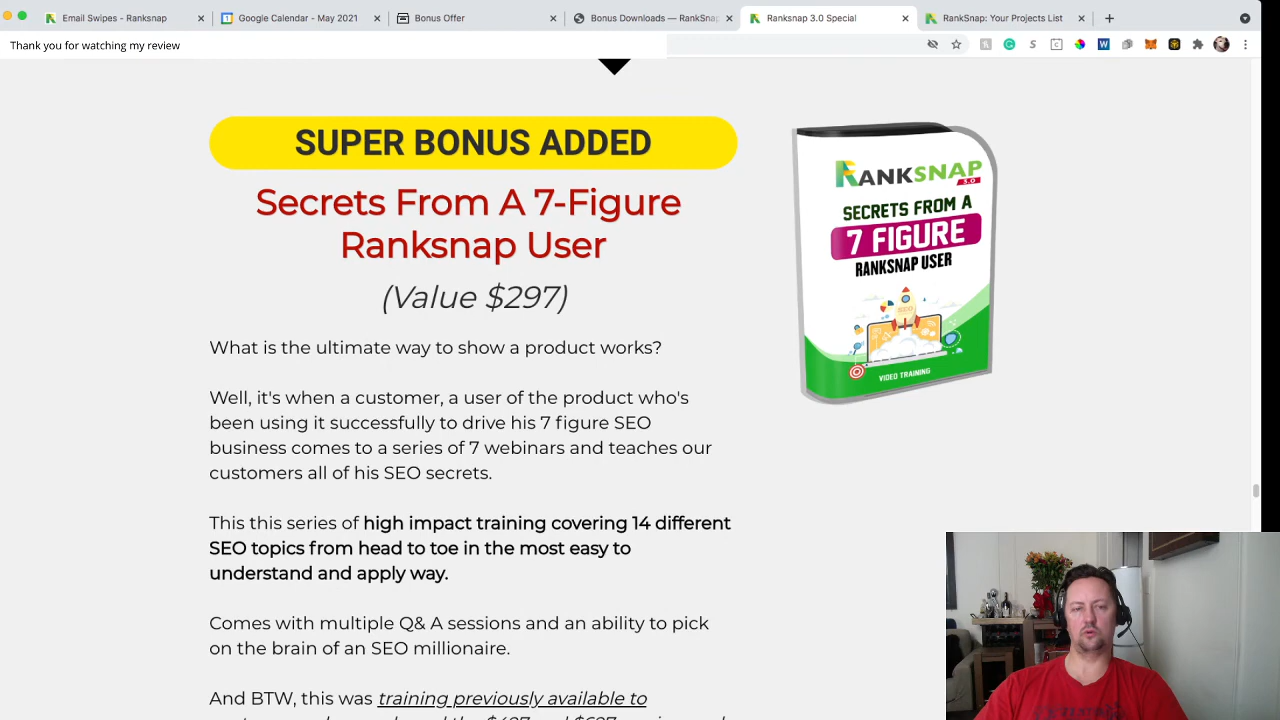 Email Swipes - Ranksnap
Google Calendar - May 2021
Bonus Offer
Bonus Downloads — RankSnap
Ranksnap 3.0 Special
RankSnap: Your Projects List
Thank you for watching my review
SUPER BONUS ADDED
Secrets From A 7-Figure
Ranksnap User
(Value $297)
What is the ultimate way to show a product works?
Well, it's when a customer, a user of the product who's
been using it successfully to drive his 7 figure SEO
business comes to a series of 7 webinars and teaches our
customers all of his SEO secrets.
This this series of high impact training covering 14 different
SEO topics from head to toe in the most easy to
understand and apply way.
Comes with multiple Q& A sessions and an ability to pick
on the brain of an SEO millionaire.
And BTW, this was training previously available to
RANKSNAP
3.0
SECRETS FROM A
7 FIGURE
RANKSNAP USER
SEO
VIDEO TRAINING